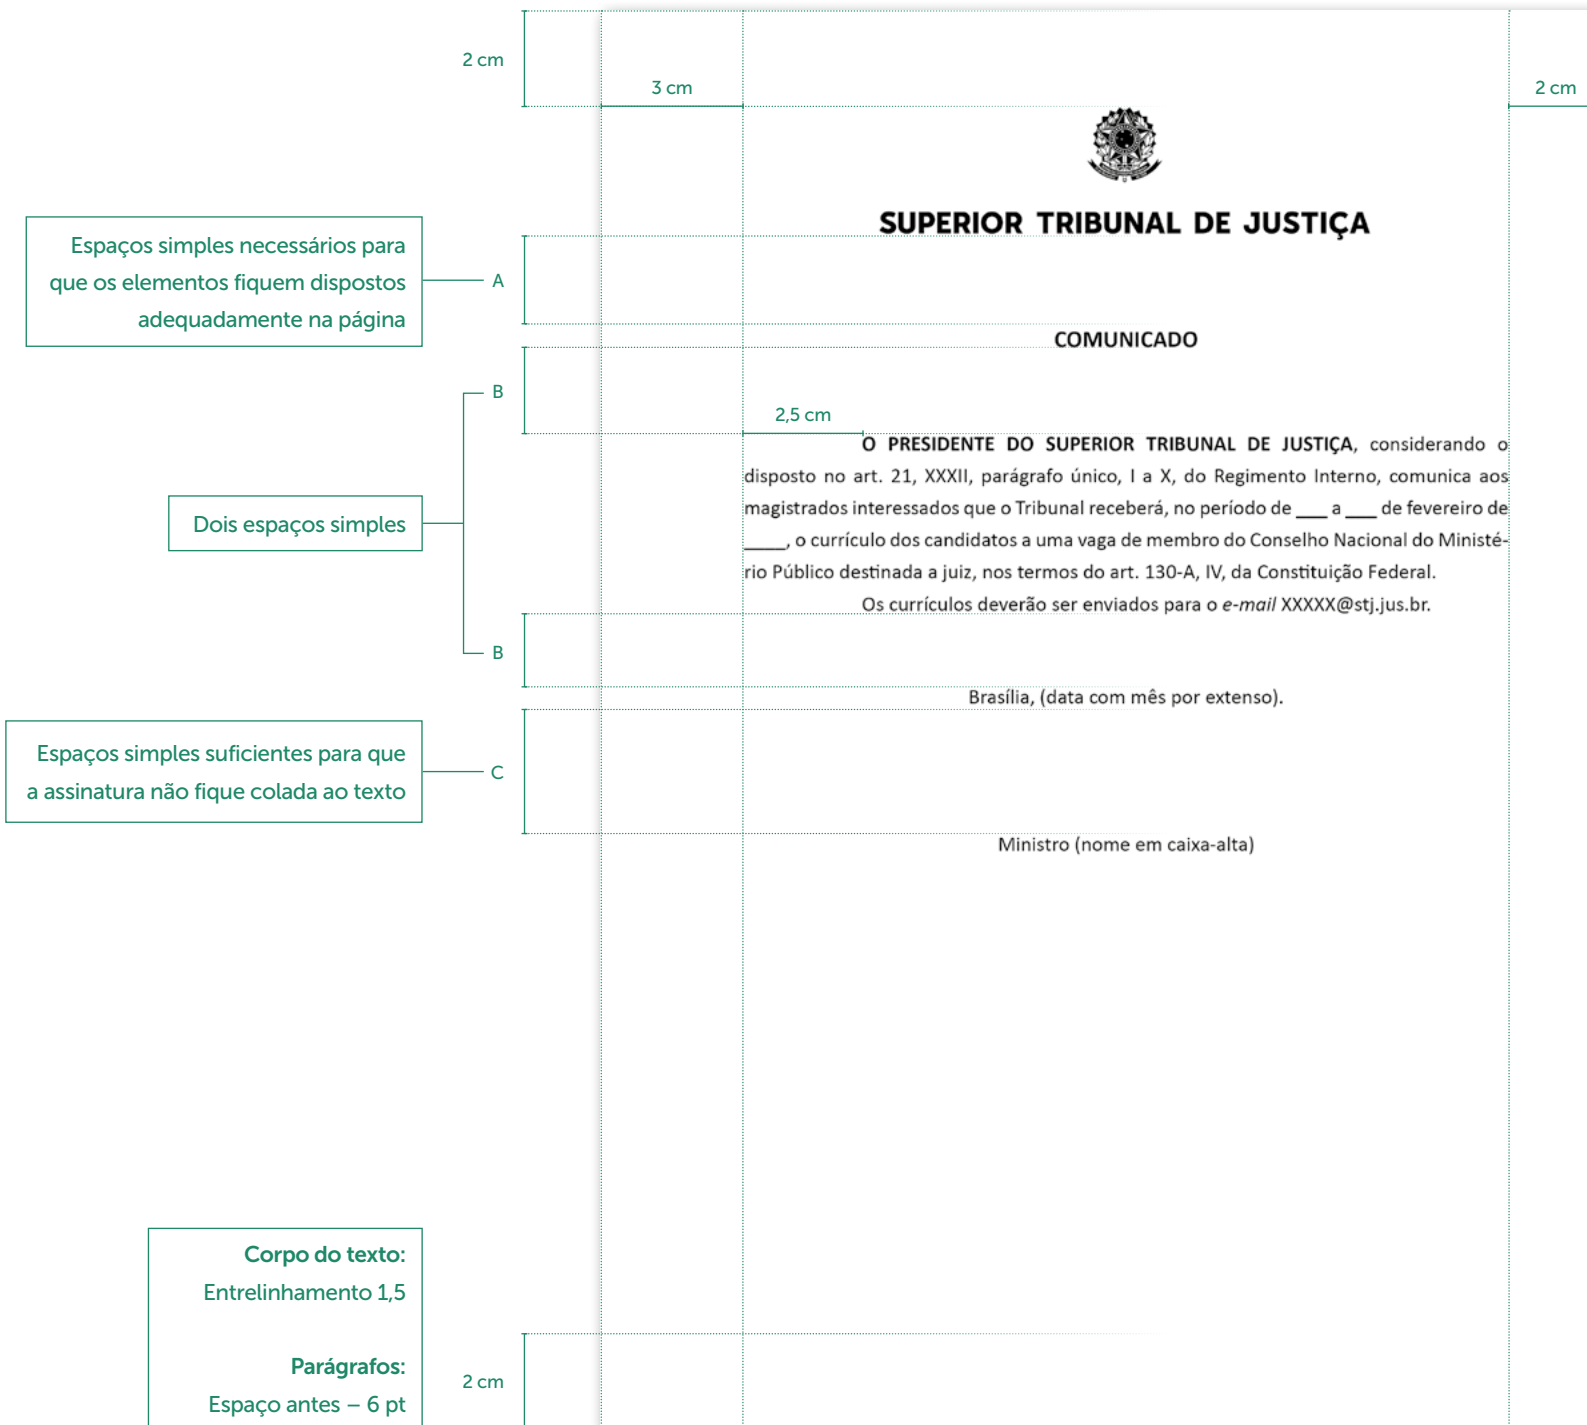 2 cm
3 cm
2 cm
SUPERIOR TRIBUNAL DE JUSTIÇA
Espaços simples necessários para
que os elementos fiquem dispostos
adequadamente na página
A
COMUNICADO
B
2,5 cm
O PRESIDENTE DO SUPERIOR TRIBUNAL DE JUSTIÇA, considerando o
disposto no art. 21, XXXII, parágrafo único, I a X, do Regimento Interno, comunica aos
magistrados interessados que o Tribunal receberá, no período de ___ a ___ de fevereiro de
____, o currículo dos candidatos a uma vaga de membro do Conselho Nacional do Ministé-
rio Público destinada a juiz, nos termos do art. 130-A, IV, da Constituição Federal.
Os currículos deverão ser enviados para o e-mail XXXXX@stj.jus.br.
Dois espaços simples
B
Brasília, (data com mês por extenso).
Espaços simples suficientes para que
a assinatura não fique colada ao texto
C
Ministro (nome em caixa-alta)
Corpo do texto:
Entrelinhamento 1,5
Parágrafos:
Espaço antes – 6 pt
2 cm